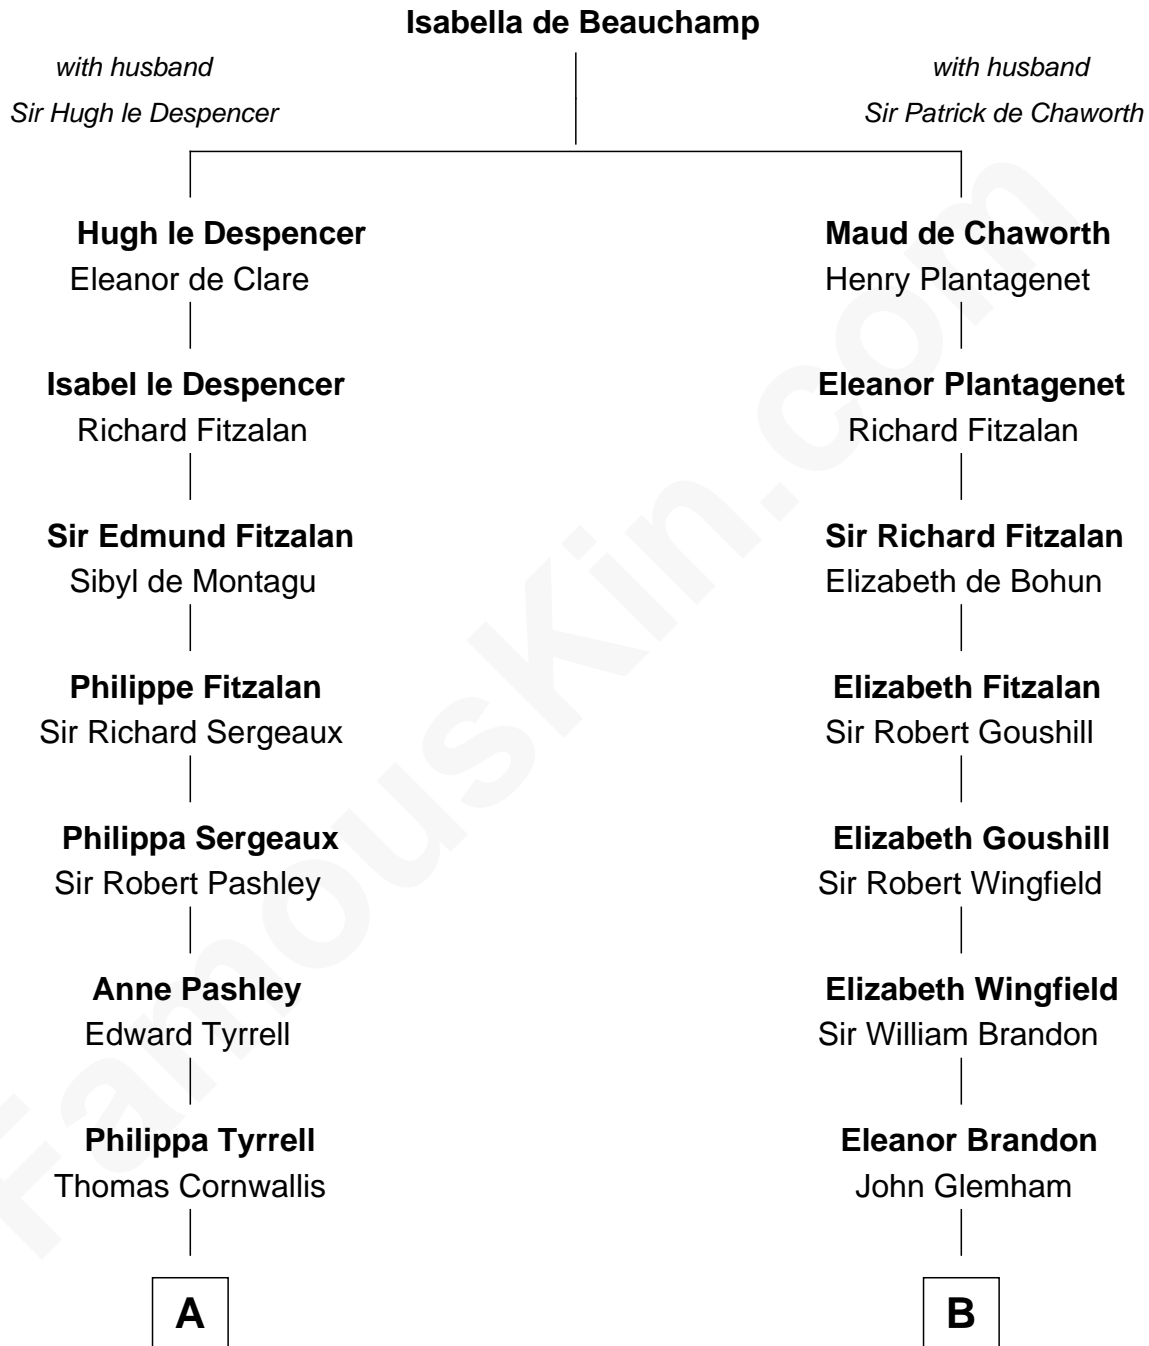 Isabella de Beauchamp
with husband
Sir Hugh le Despencer
with husband
Sir Patrick de Chaworth
Hugh le Despencer
Eleanor de Clare
Maud de Chaworth
Henry Plantagenet
Isabel le Despencer
Richard Fitzalan
Eleanor Plantagenet
Richard Fitzalan
Sir Edmund Fitzalan
Sibyl de Montagu
Sir Richard Fitzalan
Elizabeth de Bohun
Philippe Fitzalan
Sir Richard Sergeaux
Elizabeth Fitzalan
Sir Robert Goushill
Philippa Sergeaux
Sir Robert Pashley
Elizabeth Goushill
Sir Robert Wingfield
Anne Pashley
Edward Tyrrell
Elizabeth Wingfield
Sir William Brandon
Philippa Tyrrell
Thomas Cornwallis
Eleanor Brandon
John Glemham
A
B
FamousKin.com